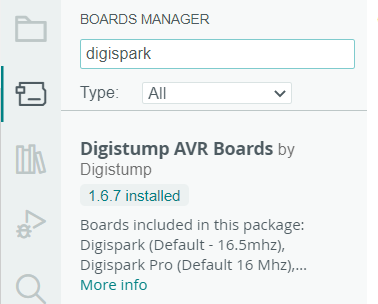 BOARDS MANAGER
digispark
Type: All
Digistump AVR Boards by
Digistump
1.6.7 installed
Boards included in this package:
Digispark (Default - 16.5mhz),
Digispark Pro (Default 16 Mhz),...
More info